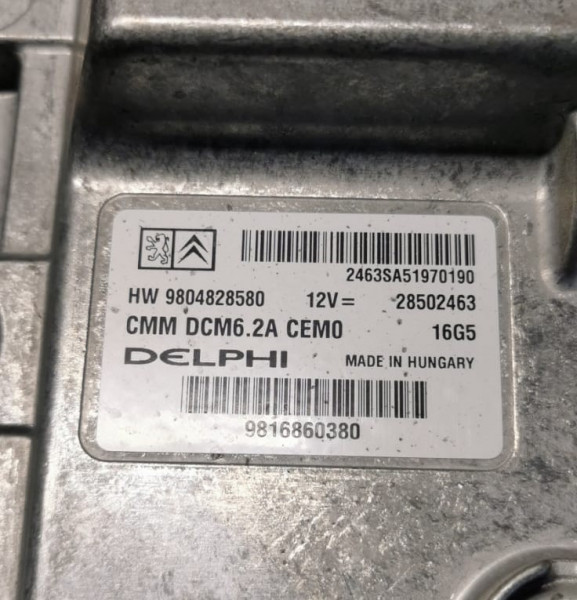 2463SA51970190
HW 9804828580 12V= 28502463
CMM DCM6.2A CEM0 16G5
DELPHI MADE IN HUNGARY
9816860380